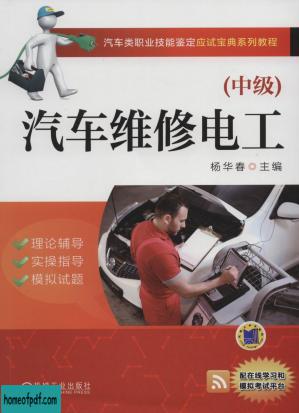 汽车类职业技能鉴定应试宝典系列教程
(中级)
汽车维修电工
杨华春 主编
理论辅导
实操指导
模拟试题
机械工业出版社
CHINA MACHINE PRESS
配在线学习和
模拟考试平台
homeofpdf.com